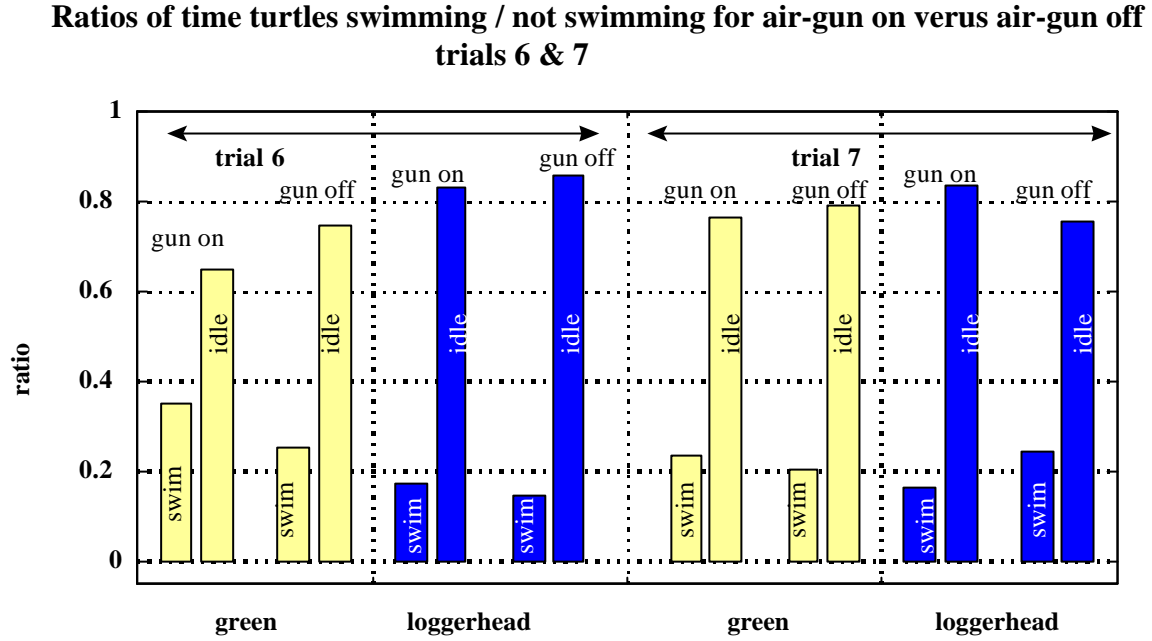 Ratios of time turtles swimming / not swimming for air-gun on verus air-gun off
trials 6 & 7
ratio
1
0.8
0.6
0.4
0.2
0
trial 6
trial 7
gun on
gun off
gun on
gun off
gun on
gun off
gun on
gun off
swim
idle
swim
idle
swim
idle
swim
idle
swim
idle
swim
idle
swim
idle
swim
idle
green
loggerhead
green
loggerhead